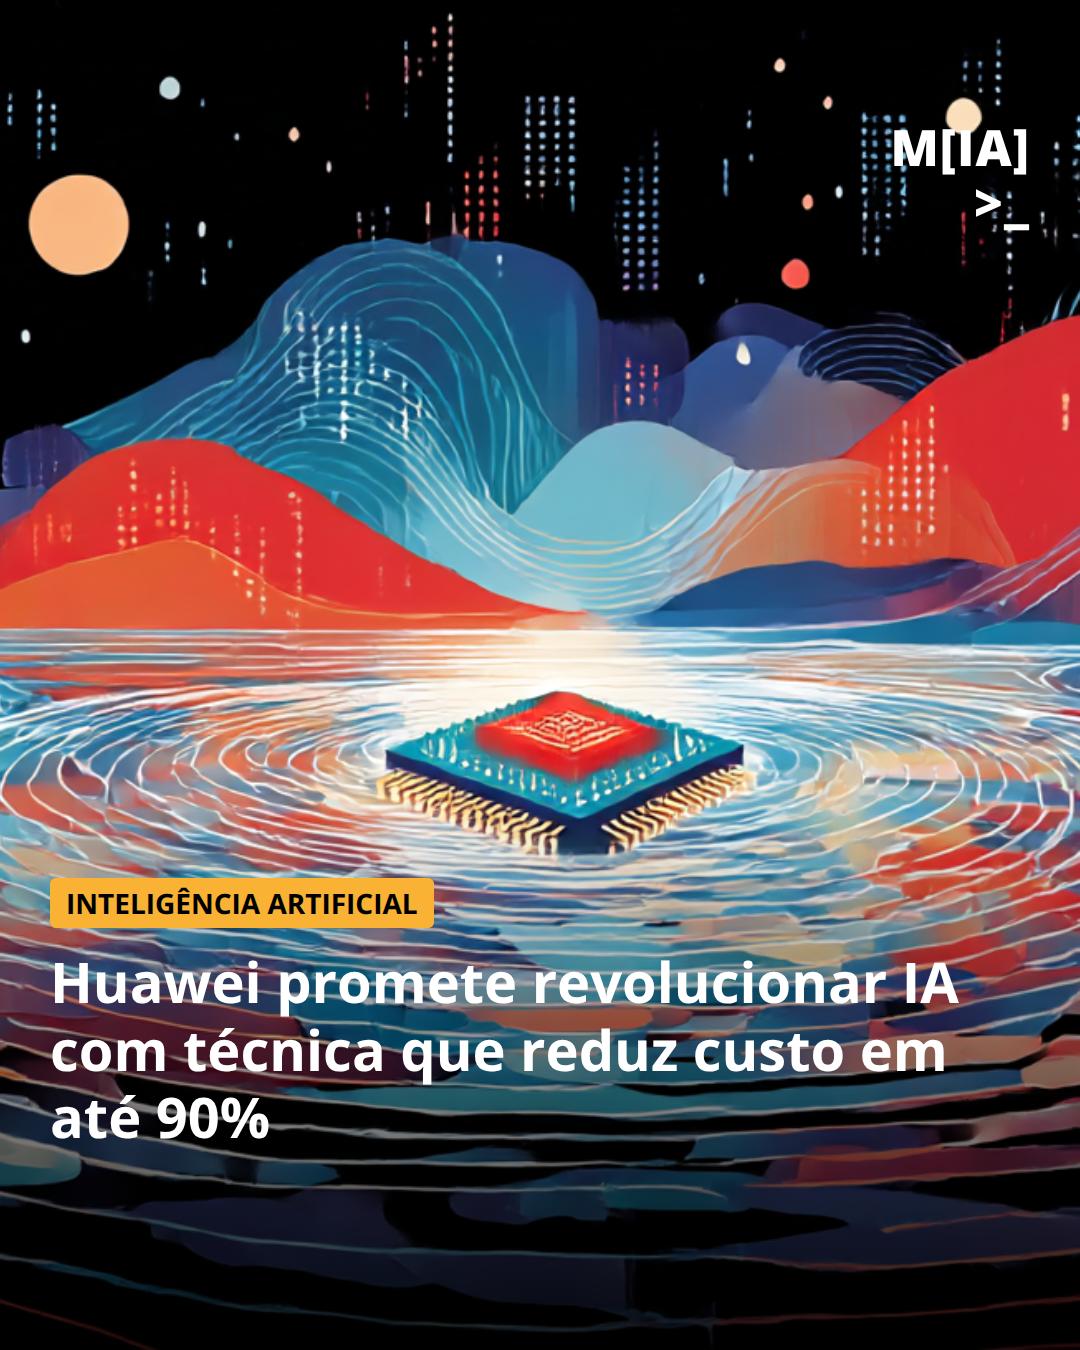 M[IA]
>_
INTELIGÊNCIA ARTIFICIAL
Huawei promete revolucionar IA
com técnica que reduz custo em
até 90%